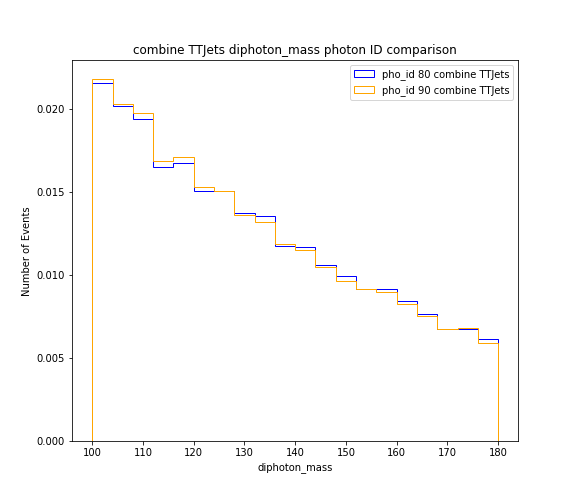 combine TTJets diphoton_mass photon ID comparison
pho_id 80 combine TTJets
pho_id 90 combine TTJets
Number of Events
0.020
0.015
0.010
0.005
0.000
100 110 120 130 140 150 160 170 180
diphoton_mass